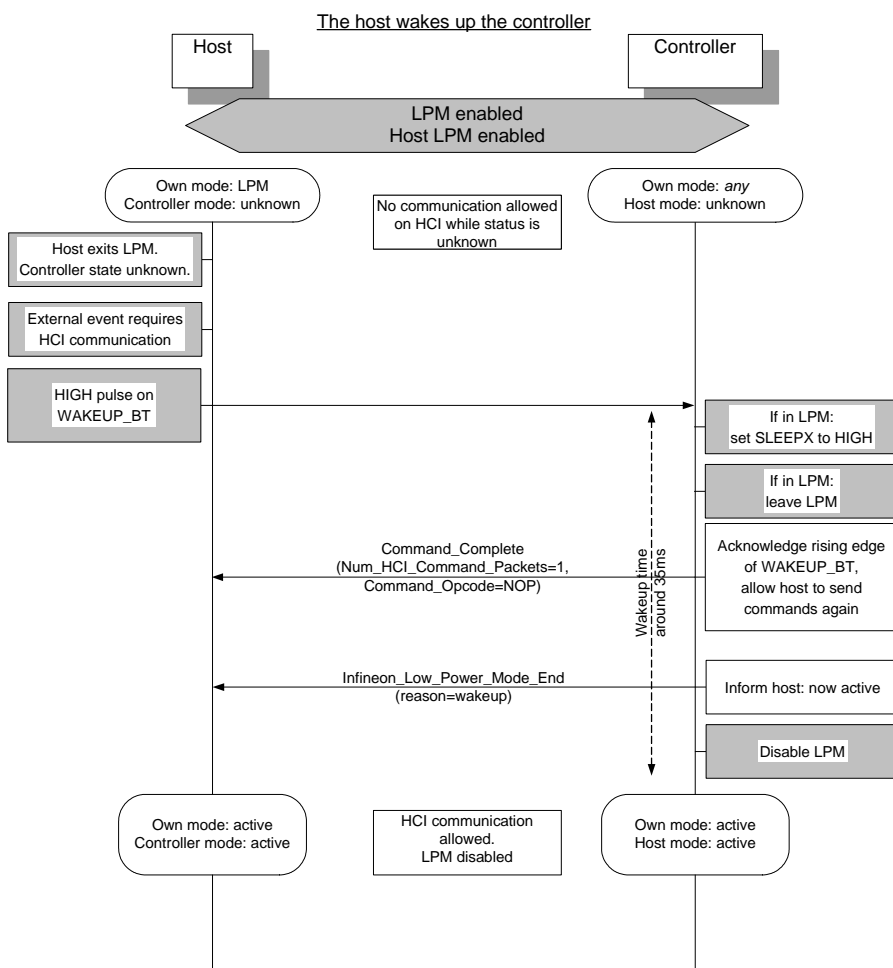 The host wakes up the controller
Host
Controller
LPM enabled
Host LPM enabled
Own mode: LPM
Controller mode: unknown
No communication allowed
on HCI while status is
unknown
Own mode: any
Host mode: unknown
Host exits LPM.
Controller state unknown.
External event requires
HCI communication
HIGH pulse on
WAKEUP_BT
If in LPM:
set SLEEPX to HIGH
If in LPM:
leave LPM
Command_Complete
(Num_HCI_Command_Packets=1,
Command_Opcode=NOP)
Wakeup time
around 35ms
Acknowledge rising edge
of WAKEUP_BT,
allow host to send
commands again
Infineon_Low_Power_Mode_End
(reason=wakeup)
Inform host: now active
Disable LPM
Own mode: active
Controller mode: active
HCI communication
allowed.
LPM disabled
Own mode: active
Host mode: active